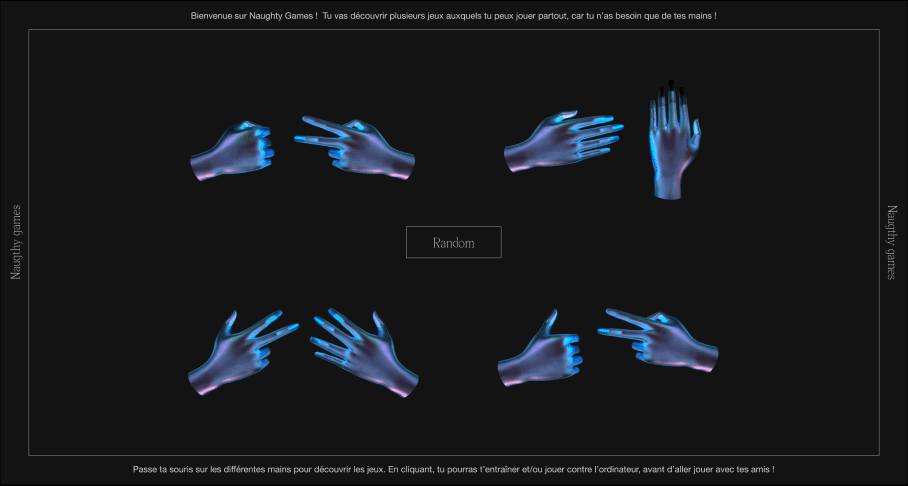 Bienvenue sur Naughty Games ! Tu vas découvrir plusieurs jeux auxquels tu peux jouer partout, car tu n'as besoin que de tes mains !
Naugthy games
Naugthy games
Random
Passe ta souris sur les différentes mains pour découvrir les jeux. En cliquant, tu pourras t'entraîner et/ou jouer contre l'ordinateur, avant d'aller jouer avec tes amis !